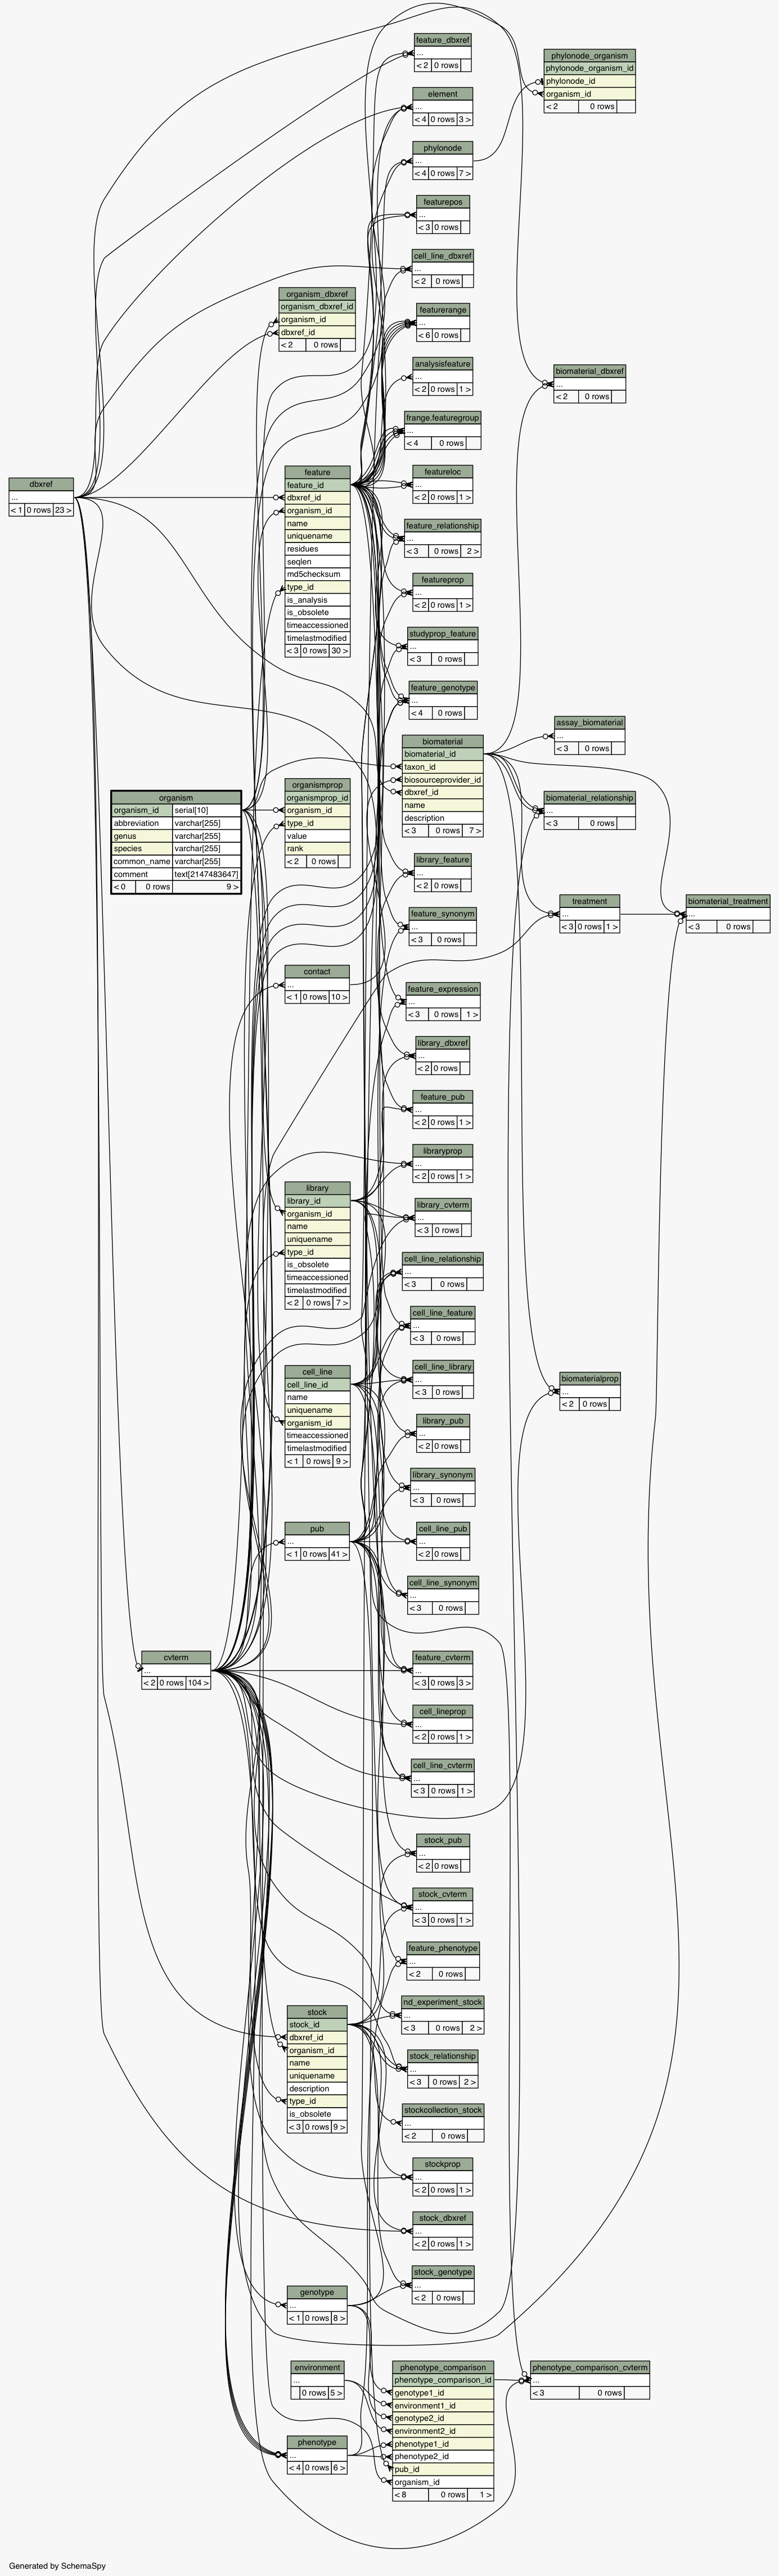 feature_dbxref
...
< 2 0 rows
phylonode_organism
phylonode_organism_id
phylonode_id
organism_id
< 2 0 rows
element
...
< 4 0 rows 3 >
phylonode
...
< 4 0 rows 7 >
featurepos
...
< 3 0 rows
cell_line_dbxref
...
< 2 0 rows
organism_dbxref
organism_dbxref_id
organism_id
dbxref_id
< 2 0 rows
featurerange
...
< 6 0 rows
analysisfeature
...
< 2 0 rows 1 >
biomaterial_dbxref
...
< 2 0 rows
frange.featuregroup
...
< 4 0 rows
dbxref
...
< 1 0 rows 23 >
feature
feature_id
dbxref_id
organism_id
name
uniquename
residues
seqlen
md5checksum
type_id
is_analysis
is_obsolete
timeaccessioned
timelastmodified
< 3 0 rows 30 >
featureloc
...
< 2 0 rows 1 >
feature_relationship
...
< 3 0 rows 2 >
featureprop
...
< 2 0 rows 1 >
studyprop_feature
...
< 3 0 rows
feature_genotype
...
< 4 0 rows
biomaterial
biomaterial_id
taxon_id
biosourceprovider_id
dbxref_id
name
description
< 3 0 rows 7 >
assay_biomaterial
...
< 3 0 rows
biomaterial_relationship
...
< 3 0 rows
organism
organism_id serial[10]
abbreviation varchar[255]
genus varchar[255]
species varchar[255]
common_name varchar[255]
comment text[2147483647]
< 0 0 rows 9 >
organismprop
organismprop_id
organism_id
type_id
value
rank
< 2 0 rows
library_feature
...
< 2 0 rows
feature_synonym
...
< 3 0 rows
treatment
...
< 3 0 rows 1 >
biomaterial_treatment
...
< 3 0 rows
contact
...
< 1 0 rows 10 >
feature_expression
...
< 3 0 rows 1 >
library_dbxref
...
< 2 0 rows
feature_pub
...
< 2 0 rows 1 >
libraryprop
...
< 2 0 rows 1 >
library
library_id
organism_id
name
uniquename
type_id
is_obsolete
timeaccessioned
timelastmodified
< 2 0 rows 7 >
library_cvterm
...
< 3 0 rows
cell_line_relationship
...
< 3 0 rows
cell_line_feature
...
< 3 0 rows
cell_line
cell_line_id
name
uniquename
organism_id
timeaccessioned
timelastmodified
< 1 0 rows 9 >
cell_line_library
...
< 3 0 rows
biomaterialprop
...
< 2 0 rows
library_pub
...
< 2 0 rows
library_synonym
...
< 3 0 rows
pub
...
< 1 0 rows 41 >
cell_line_pub
...
< 2 0 rows
cell_line_synonym
...
< 3 0 rows
cvterm
...
< 2 0 rows 104 >
feature_cvterm
...
< 3 0 rows 3 >
cell_lineprop
...
< 2 0 rows 1 >
cell_line_cvterm
...
< 3 0 rows 1 >
stock_pub
...
< 2 0 rows
stock_cvterm
...
< 3 0 rows 1 >
feature_phenotype
...
< 2 0 rows
nd_experiment_stock
...
< 3 0 rows 2 >
stock
stock_id
dbxref_id
organism_id
name
uniquename
description
type_id
is_obsolete
< 3 0 rows 9 >
stock_relationship
...
< 3 0 rows 2 >
stockcollection_stock
...
< 2 0 rows
stockprop
...
< 2 0 rows 1 >
stock_dbxref
...
< 2 0 rows 1 >
stock_genotype
...
< 2 0 rows
genotype
...
< 1 0 rows 8 >
environment
...
0 rows 5 >
phenotype_comparison
phenotype_comparison_id
genotype1_id
environment1_id
genotype2_id
environment2_id
phenotype1_id
phenotype2_id
pub_id
organism_id
< 8 0 rows 1 >
phenotype_comparison_cvterm
...
< 3 0 rows
phenotype
...
< 4 0 rows 6 >
Generated by SchemaSpy